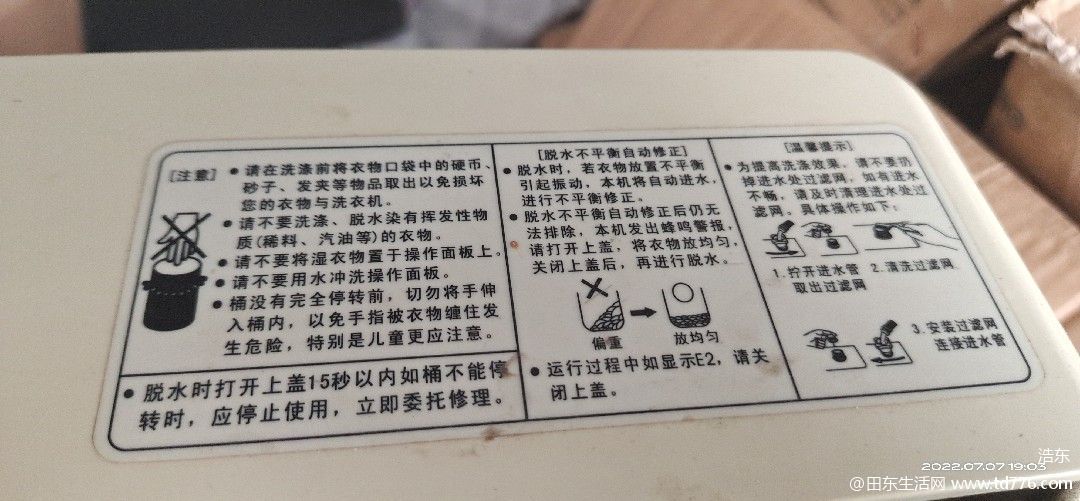 [注意]
● 请在洗涤前将衣物口袋中的硬币、
砂子、发夹等物品取出以免损坏
您的衣物与洗衣机。
● 请不要洗涤、脱水染有挥发性物
质(稀料、汽油等)的衣物。
● 请不要将湿衣物置于操作面板上。
● 请不要用水冲洗操作面板。
● 桶没有完全停转前，切勿将手伸
入桶内，以免手指被衣物缠住发
生危险，特别是儿童更应注意。
● 脱水时打开上盖15秒以内如桶不能停
转时，应停止使用，立即委托修理。
[脱水不平衡自动修正]
● 脱水时，若衣物放置不平衡
引起振动，本机将自动进水，
进行不平衡修正。
● 脱水不平衡自动修正后仍无
法排除，本机发出蜂鸣警报，
请打开上盖，将衣物放均匀，
关闭上盖后，再进行脱水。
偏重 放均匀
● 运行过程中如显示E2，请关
闭上盖。
[温馨提示]
● 为提高洗涤效果，请不要扔
掉进水处过滤网，如有进水
不畅，请及时清理进水处过
滤网。具体操作如下：
1.拧开进水管 2.清洗过滤网
取出过滤网
3.安装过滤网
连接进水管
浩东
2022.07.07 19:03
@田东生活网 www.td776.com